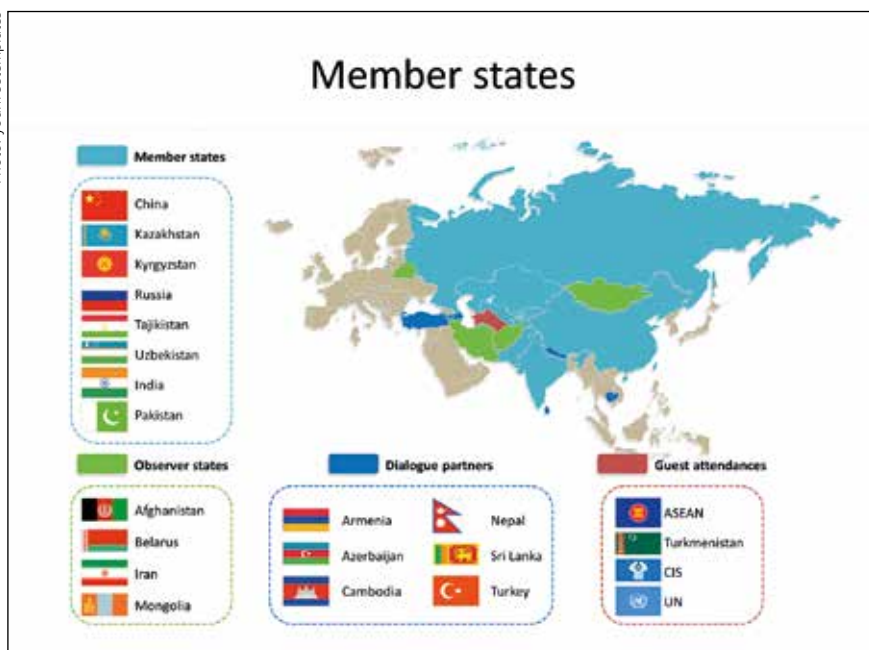 Member states
Member states
China
Kazakhstan
Kyrgyzstan
Russia
Tajikistan
Uzbekistan
India
Pakistan
Observer states
Afghanistan
Belarus
Iran
Mongolia
Dialogue partners
Armenia
Azerbaijan
Cambodia
Nepal
Sri Lanka
Turkey
Guest attendances
ASEAN
Turkmenistan
CIS
UN